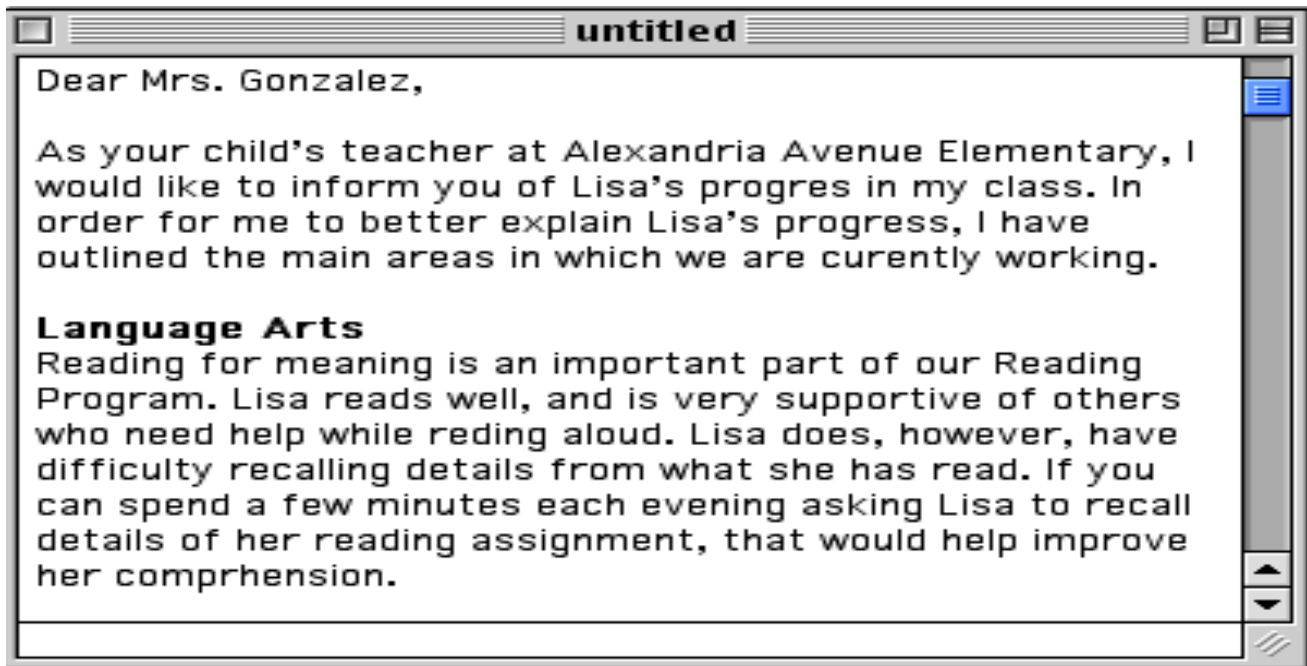 untitled
Dear Mrs. Gonzalez,
As your child's teacher at Alexandria Avenue Elementary, I
would like to inform you of Lisa's progres in my class. In
order for me to better explain Lisa's progress, I have
outlined the main areas in which we are curently working.
Language Arts
Reading for meaning is an important part of our Reading
Program. Lisa reads well, and is very supportive of others
who need help while reding aloud. Lisa does, however, have
difficulty recalling details from what she has read. If you
can spend a few minutes each evening asking Lisa to recall
details of her reading assignment, that would help improve
her comprhension.